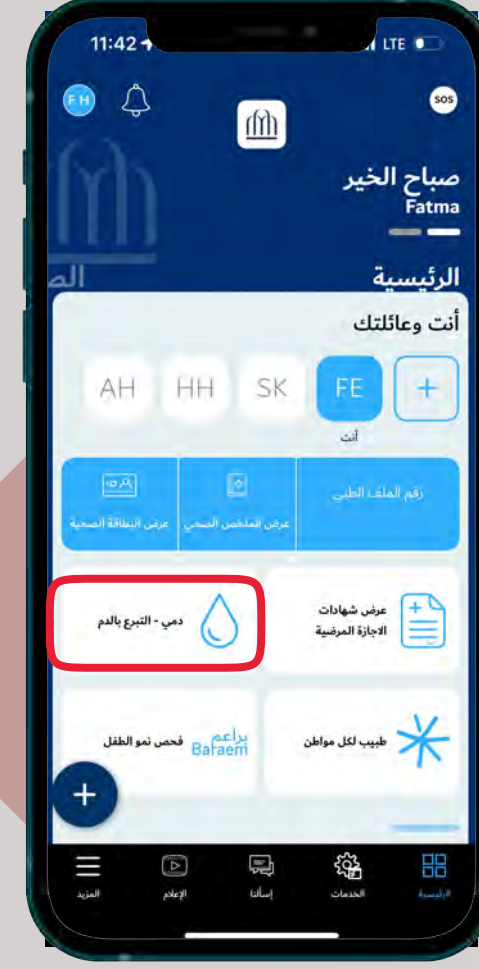 11:42
LTE
FH
SOS
صباح الخير
Fatma
الرئيسية
الص
أنت وعائلتك
+
FE
SK
HH
AH
أنت
رقم الملف الطبي
عرض الملخص الصحي
عرض البطاقة الصحية
عرض شهادات
الاجازة المرضية
دمي - التبرع بالدم
طبيب لكل مواطن
براعم
Baraem
فحص نمو الطفل
+
الرئيسية
الخدمات
إسألنا
الإعلام
المزيد